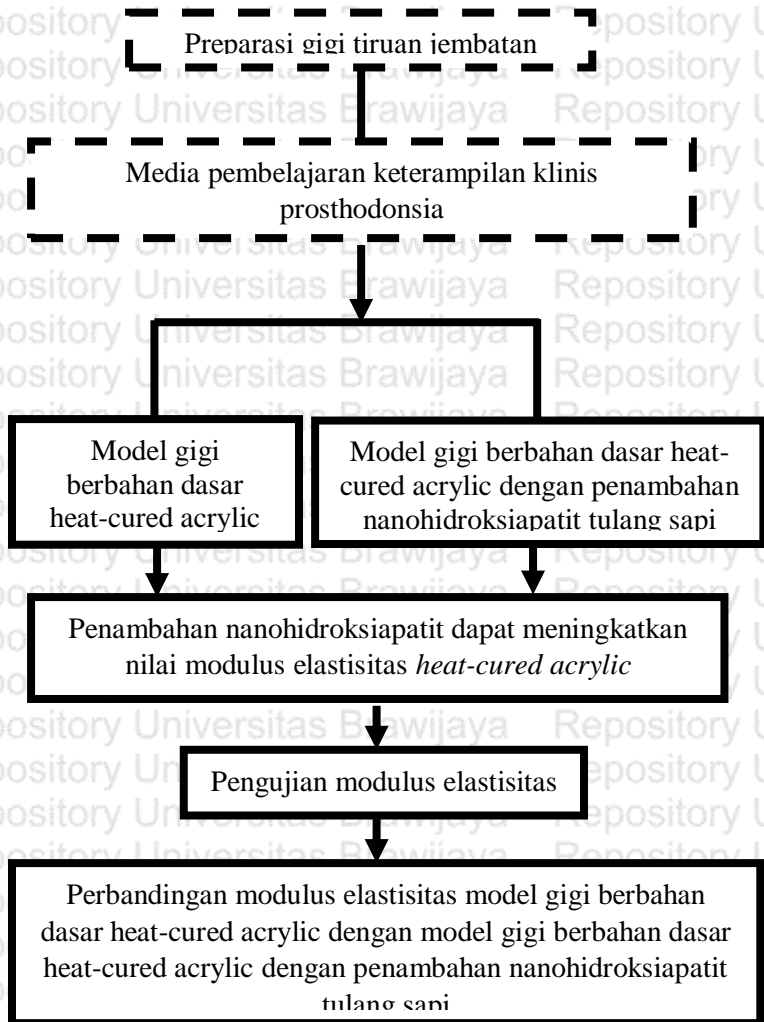 Preparasi gigi tiruan jembatan
Media pembelajaran keterampilan klinis
prosthodonsia
Model gigi
berbahan dasar
heat-cured acrylic
Model gigi berbahan dasar heat-
cured acrylic dengan penambahan
nanohidroksiapatit tulang sapi
Penambahan nanohidroksiapatit dapat meningkatkan
nilai modulus elastisitas heat-cured acrylic
Pengujian modulus elastisitas
Perbandingan modulus elastisitas model gigi berbahan
dasar heat-cured acrylic dengan model gigi berbahan dasar
heat-cured acrylic dengan penambahan nanohidroksiapatit
tulang sapi